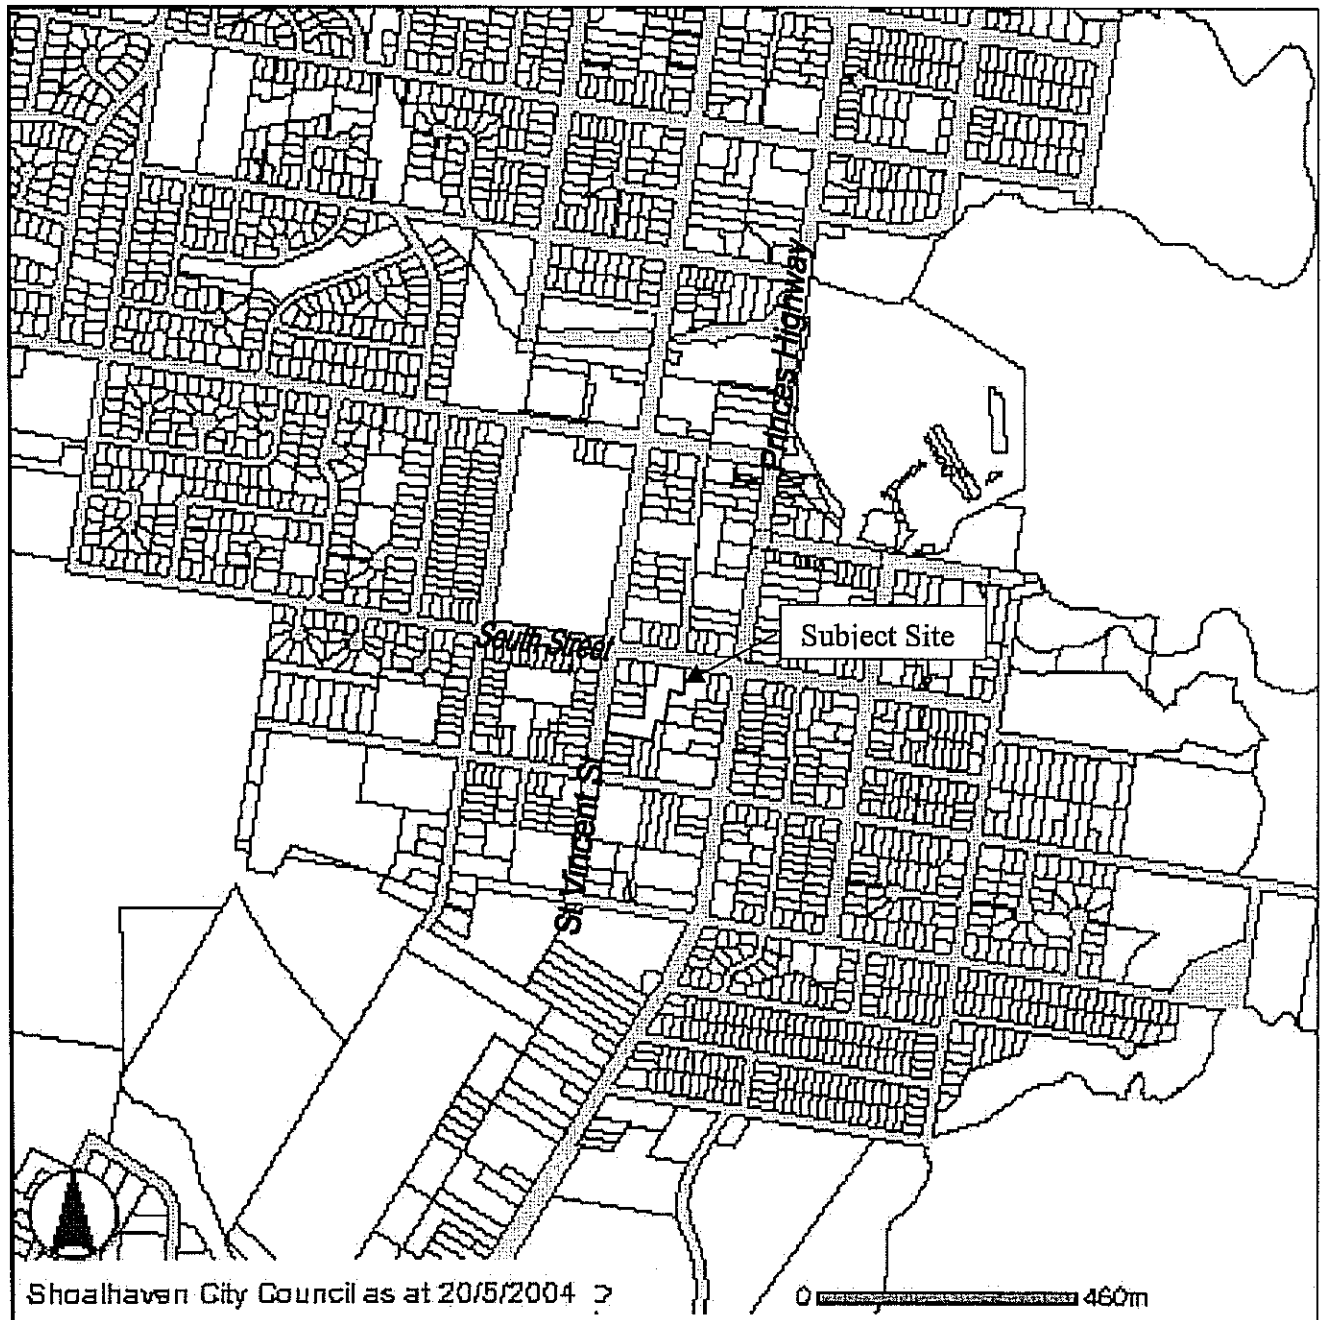 Princes Highway
South Street
Subject Site
St Vincent St
Shoalhaven City Council as at 20/5/2004 ?
0 460m